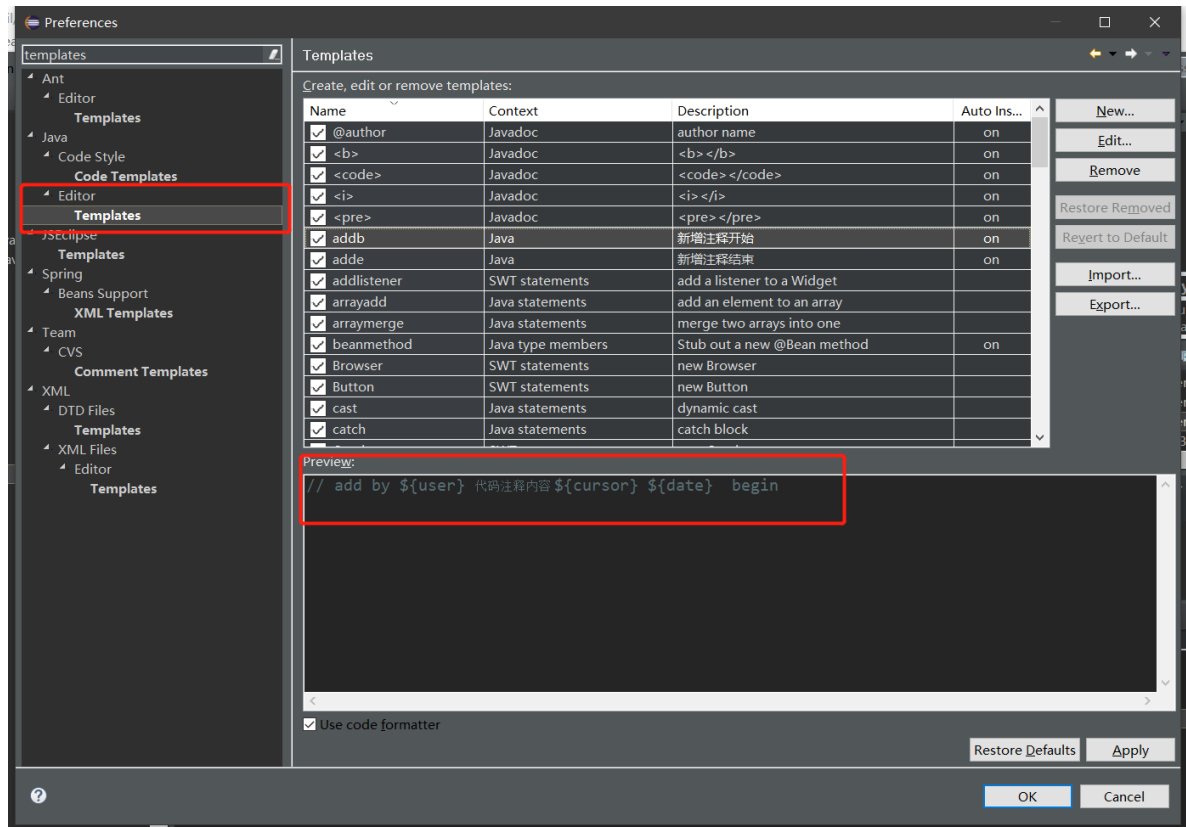 Preferences
templates
Ant
Editor
Templates
Java
Code Style
Code Templates
Editor
Templates
JSEclipse
Templates
Spring
Beans Support
XML Templates
Team
CVS
Comment Templates
XML
DTD Files
Templates
XML Files
Editor
Templates
Templates
Create, edit or remove templates:
Name Context Description Auto Ins...
@author Javadoc author name on
<b> Javadoc <b></b> on
<code> Javadoc <code></code> on
<i> Javadoc <i></i> on
<pre> Javadoc <pre></pre> on
addb Java 新增注释开始 on
adde Java 新增注释结束 on
addlistener SWT statements add a listener to a Widget
arrayadd Java statements add an element to an array
arraymerge Java statements merge two arrays into one
beanmethod Java type members Stub out a new @Bean method on
Browser SWT statements new Browser
Button SWT statements new Button
cast Java statements dynamic cast
catch Java statements catch block
New...
Edit...
Remove
Restore Removed
Revert to Default
Import...
Export...
Preview:
// add by ${user} 代码注释内容${cursor} ${date}  begin
Use code formatter
Restore Defaults
Apply
OK
Cancel